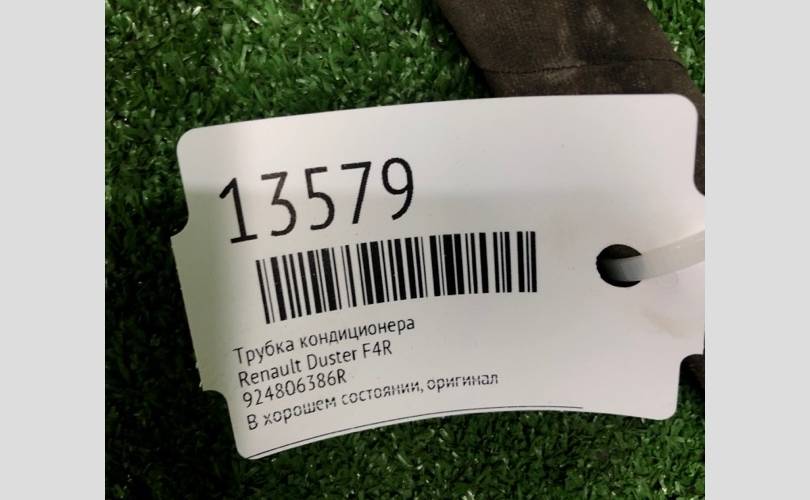 13579
Трубка кондиционера
Renault Duster F4R
924806386R
В хорошем состоянии, оригинал